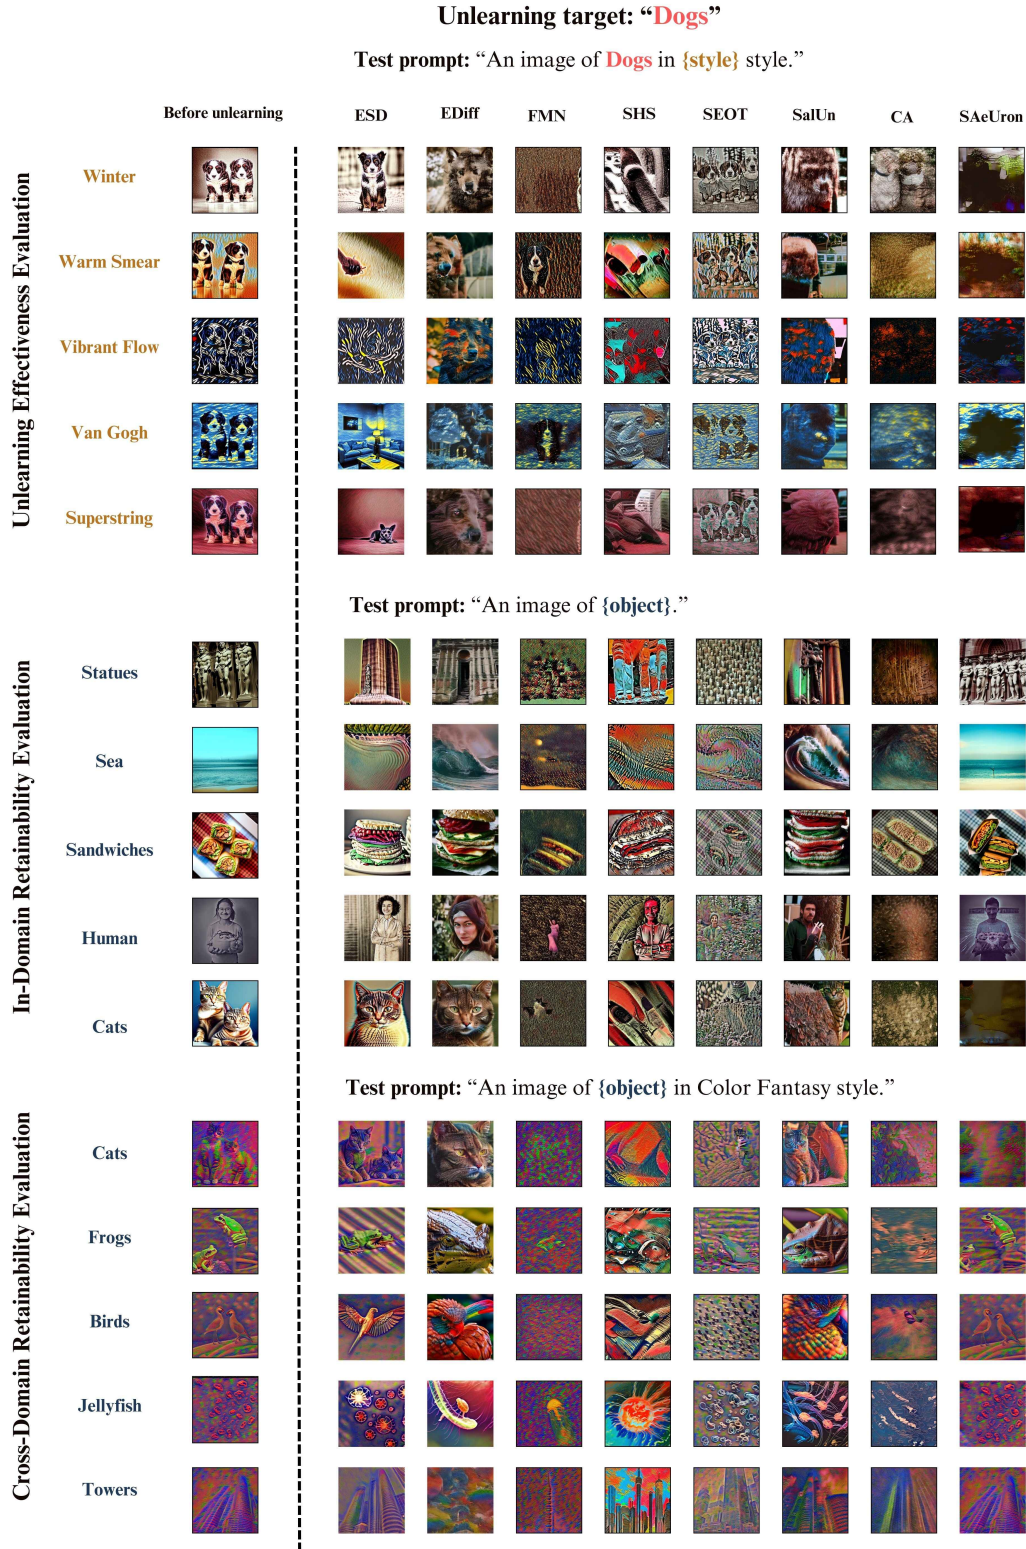 Unlearning target: “Dogs”
Test prompt: “An image of Dogs in {style} style.”
Before unlearning ESD EDiff FMN SHS SEOT SalUn CA SAeUron
Unlearning Effectiveness Evaluation
Winter
Warm Smear
Vibrant Flow
Van Gogh
Superstring
Test prompt: “An image of {object}.”
In-Domain Retainability Evaluation
Statues
Sea
Sandwiches
Human
Cats
Test prompt: “An image of {object} in Color Fantasy style.”
Cross-Domain Retainability Evaluation
Cats
Frogs
Birds
Jellyfish
Towers